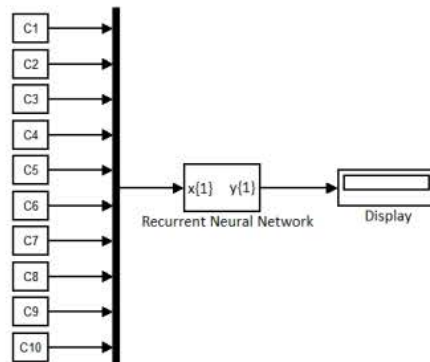 C1
C2
C3
C4
C5
C6
C7
C8
C9
C10
x{1} y{1}
Recurrent Neural Network
Display